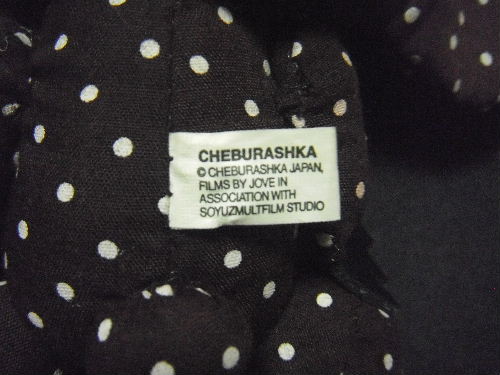 CHEBURASHKA
© CHEBURASHKA JAPAN,
FILMS BY JOVE IN
ASSOCIATION WITH
SOYUZMULTFILM STUDIO